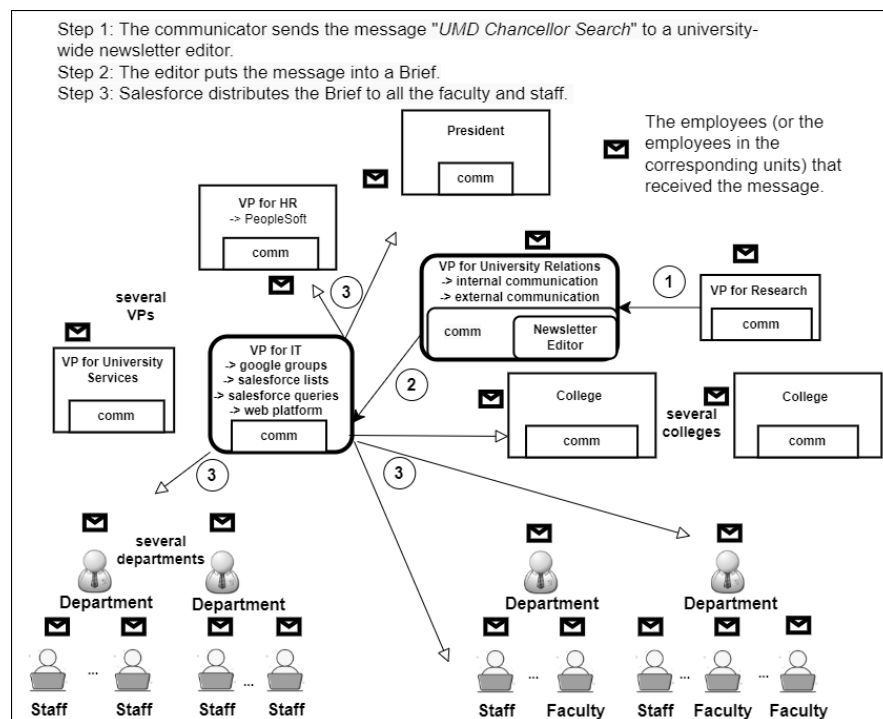 Step 1: The communicator sends the message "UMD Chancellor Search" to a university-
wide newsletter editor.
Step 2: The editor puts the message into a Brief.
Step 3: Salesforce distributes the Brief to all the faculty and staff.
President
comm
The employees (or the
employees in the
corresponding units) that
received the message.
VP for HR
-> PeopleSoft
comm
3
VP for University Relations
-> internal communication
-> external communication
comm
Newsletter
Editor
1
VP for Research
comm
several
VPs
VP for University
Services
comm
VP for IT
-> google groups
-> salesforce lists
-> salesforce queries
-> web platform
comm
2
College
comm
several
colleges
College
comm
3
3
several
departments
Department
Department
Department
Department
...
...
...
...
...
Staff
Staff
Staff
Staff
Staff
Faculty
Staff
Faculty
Faculty